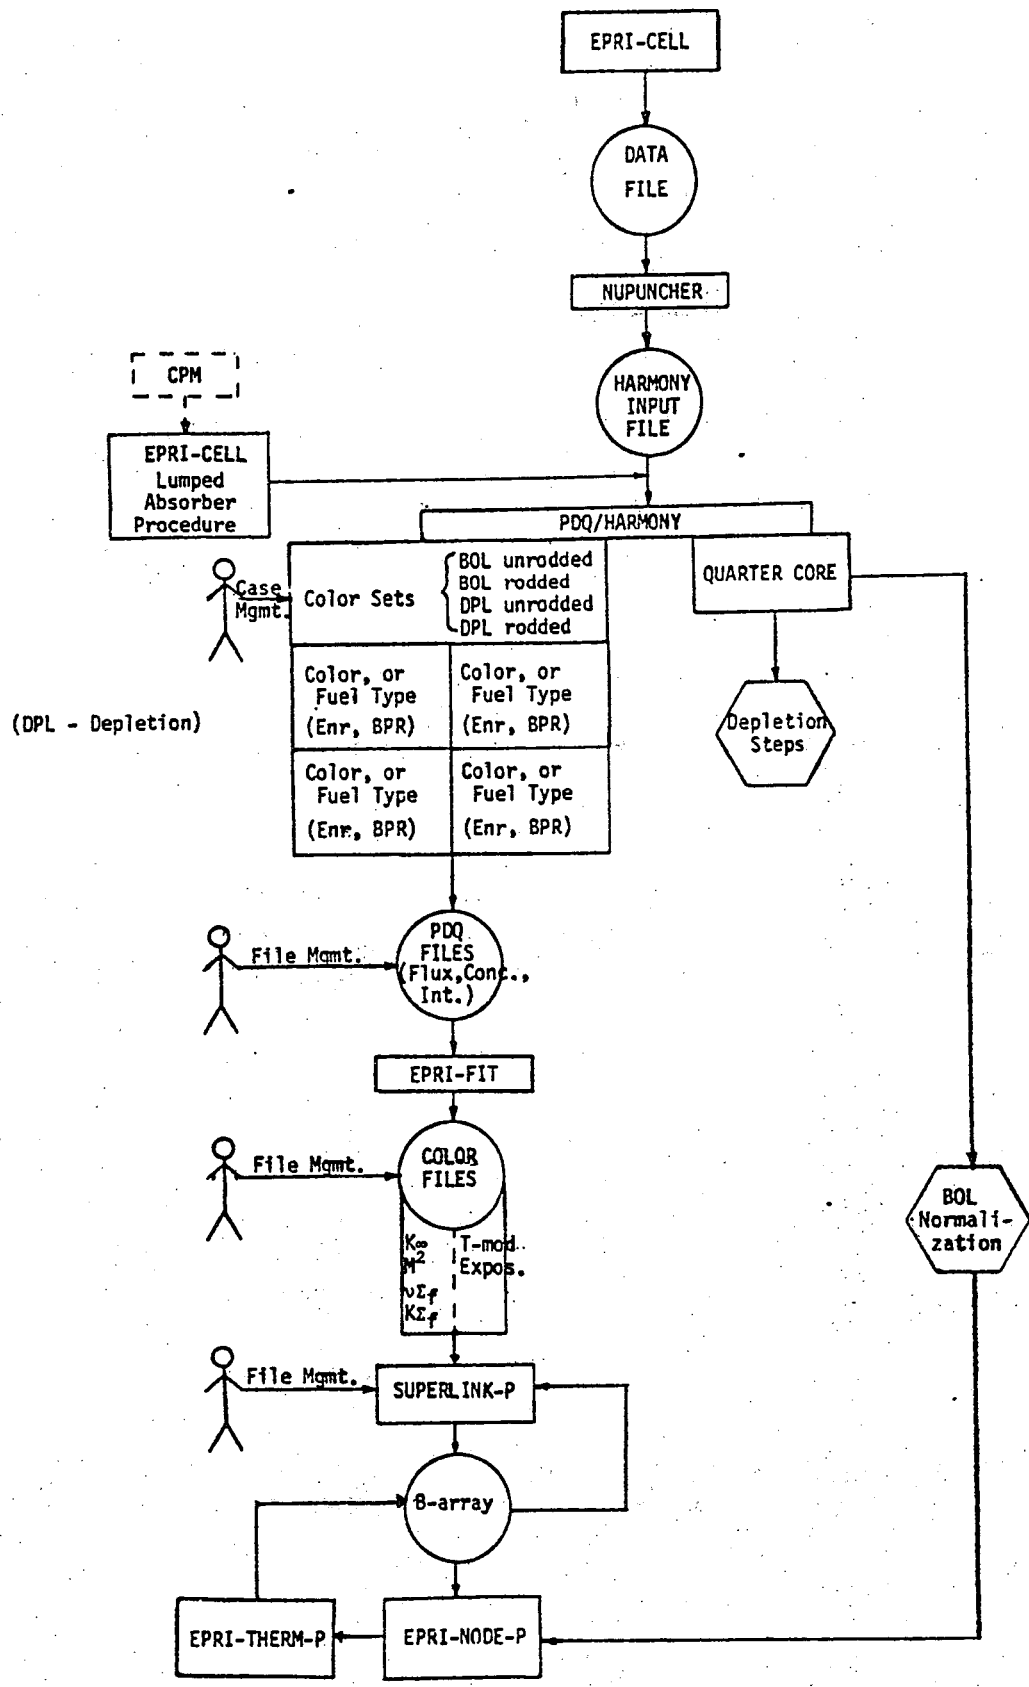 EPRI-CELL
DATA
FILE
NUPUNCHER
HARMONY
INPUT
FILE
CPM
EPRI-CELL
Lumped
Absorber
Procedure
PDQ/HARMONY
Case
Mgmt.
Color Sets
BOL unrodded
BOL rodded
DPL unrodded
DPL rodded
QUARTER CORE
Color, or
Fuel Type
(Enr, BPR)
Color, or
Fuel Type
(Enr, BPR)
Depletion
Steps
(DPL - Depletion)
Color, or
Fuel Type
(Enr, BPR)
Color, or
Fuel Type
(Enr, BPR)
File Mgmt.
PDQ
FILES
(Flux,Conc.,
Int.)
EPRI-FIT
File Mgmt.
COLOR
FILES
K∞
M²
νΣf
KΣf
T-mod
Expos.
BOL
Normali-
zation
File Mgmt.
SUPERLINK-P
B-array
EPRI-THERM-P
EPRI-NODE-P